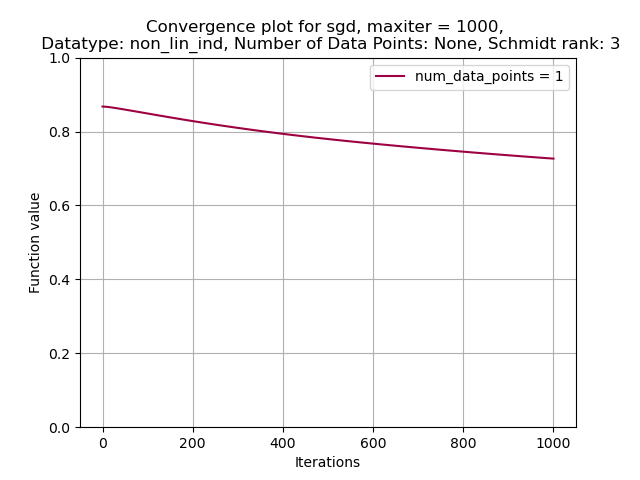 Convergence plot for sgd, maxiter = 1000,
Datatype: non_lin_ind, Number of Data Points: None, Schmidt rank: 3
num_data_points = 1
1.0
0.8
0.6
0.4
0.2
0.0
Function value
0 200 400 600 800 1000
Iterations